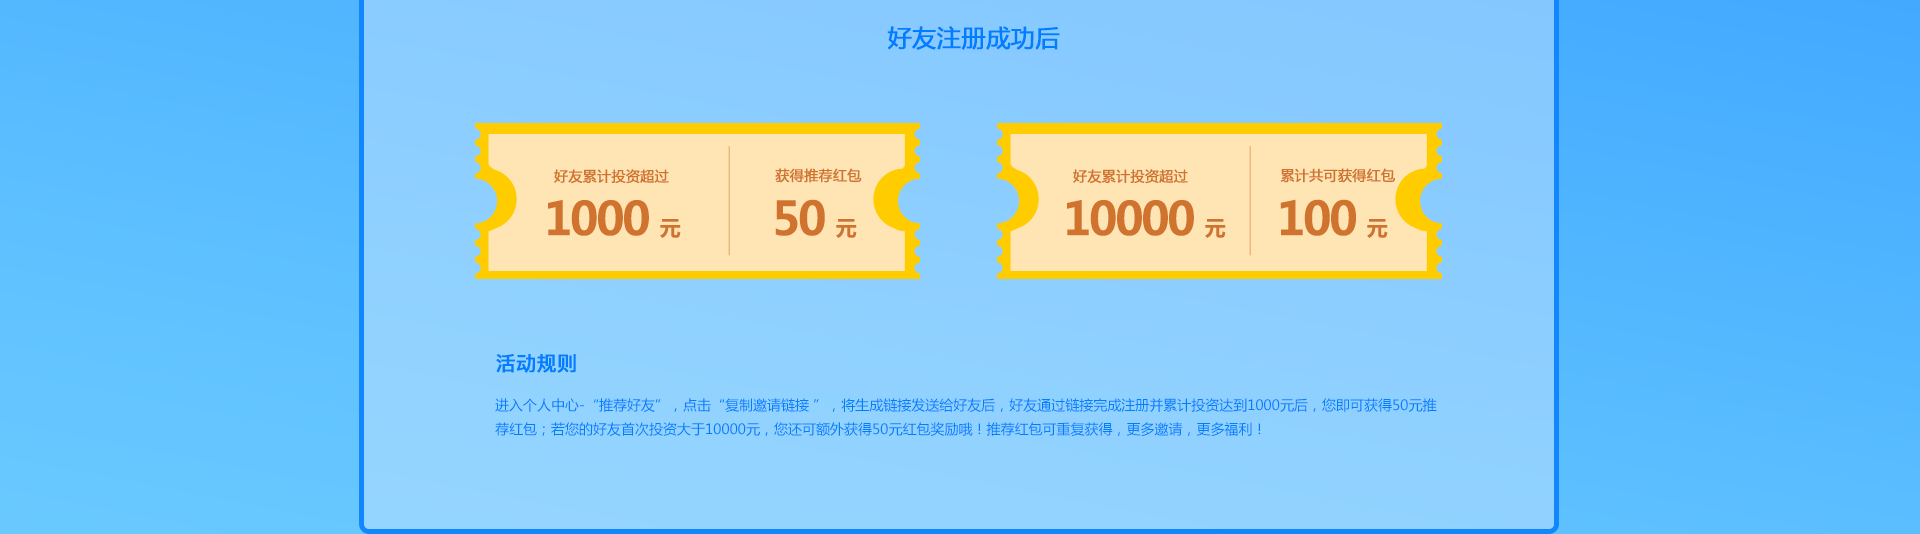 好友注册成功后
好友累计投资超过
1000 元
获得推荐红包
50 元
好友累计投资超过
10000 元
累计共可获得红包
100 元
活动规则
进入个人中心-“推荐好友”，点击“复制邀请链接 ”，将生成链接发送给好友后，好友通过链接完成注册并累计投资达到1000元后，您即可获得50元推
荐红包；若您的好友首次投资大于10000元，您还可额外获得50元红包奖励哦！推荐红包可重复获得，更多邀请，更多福利！